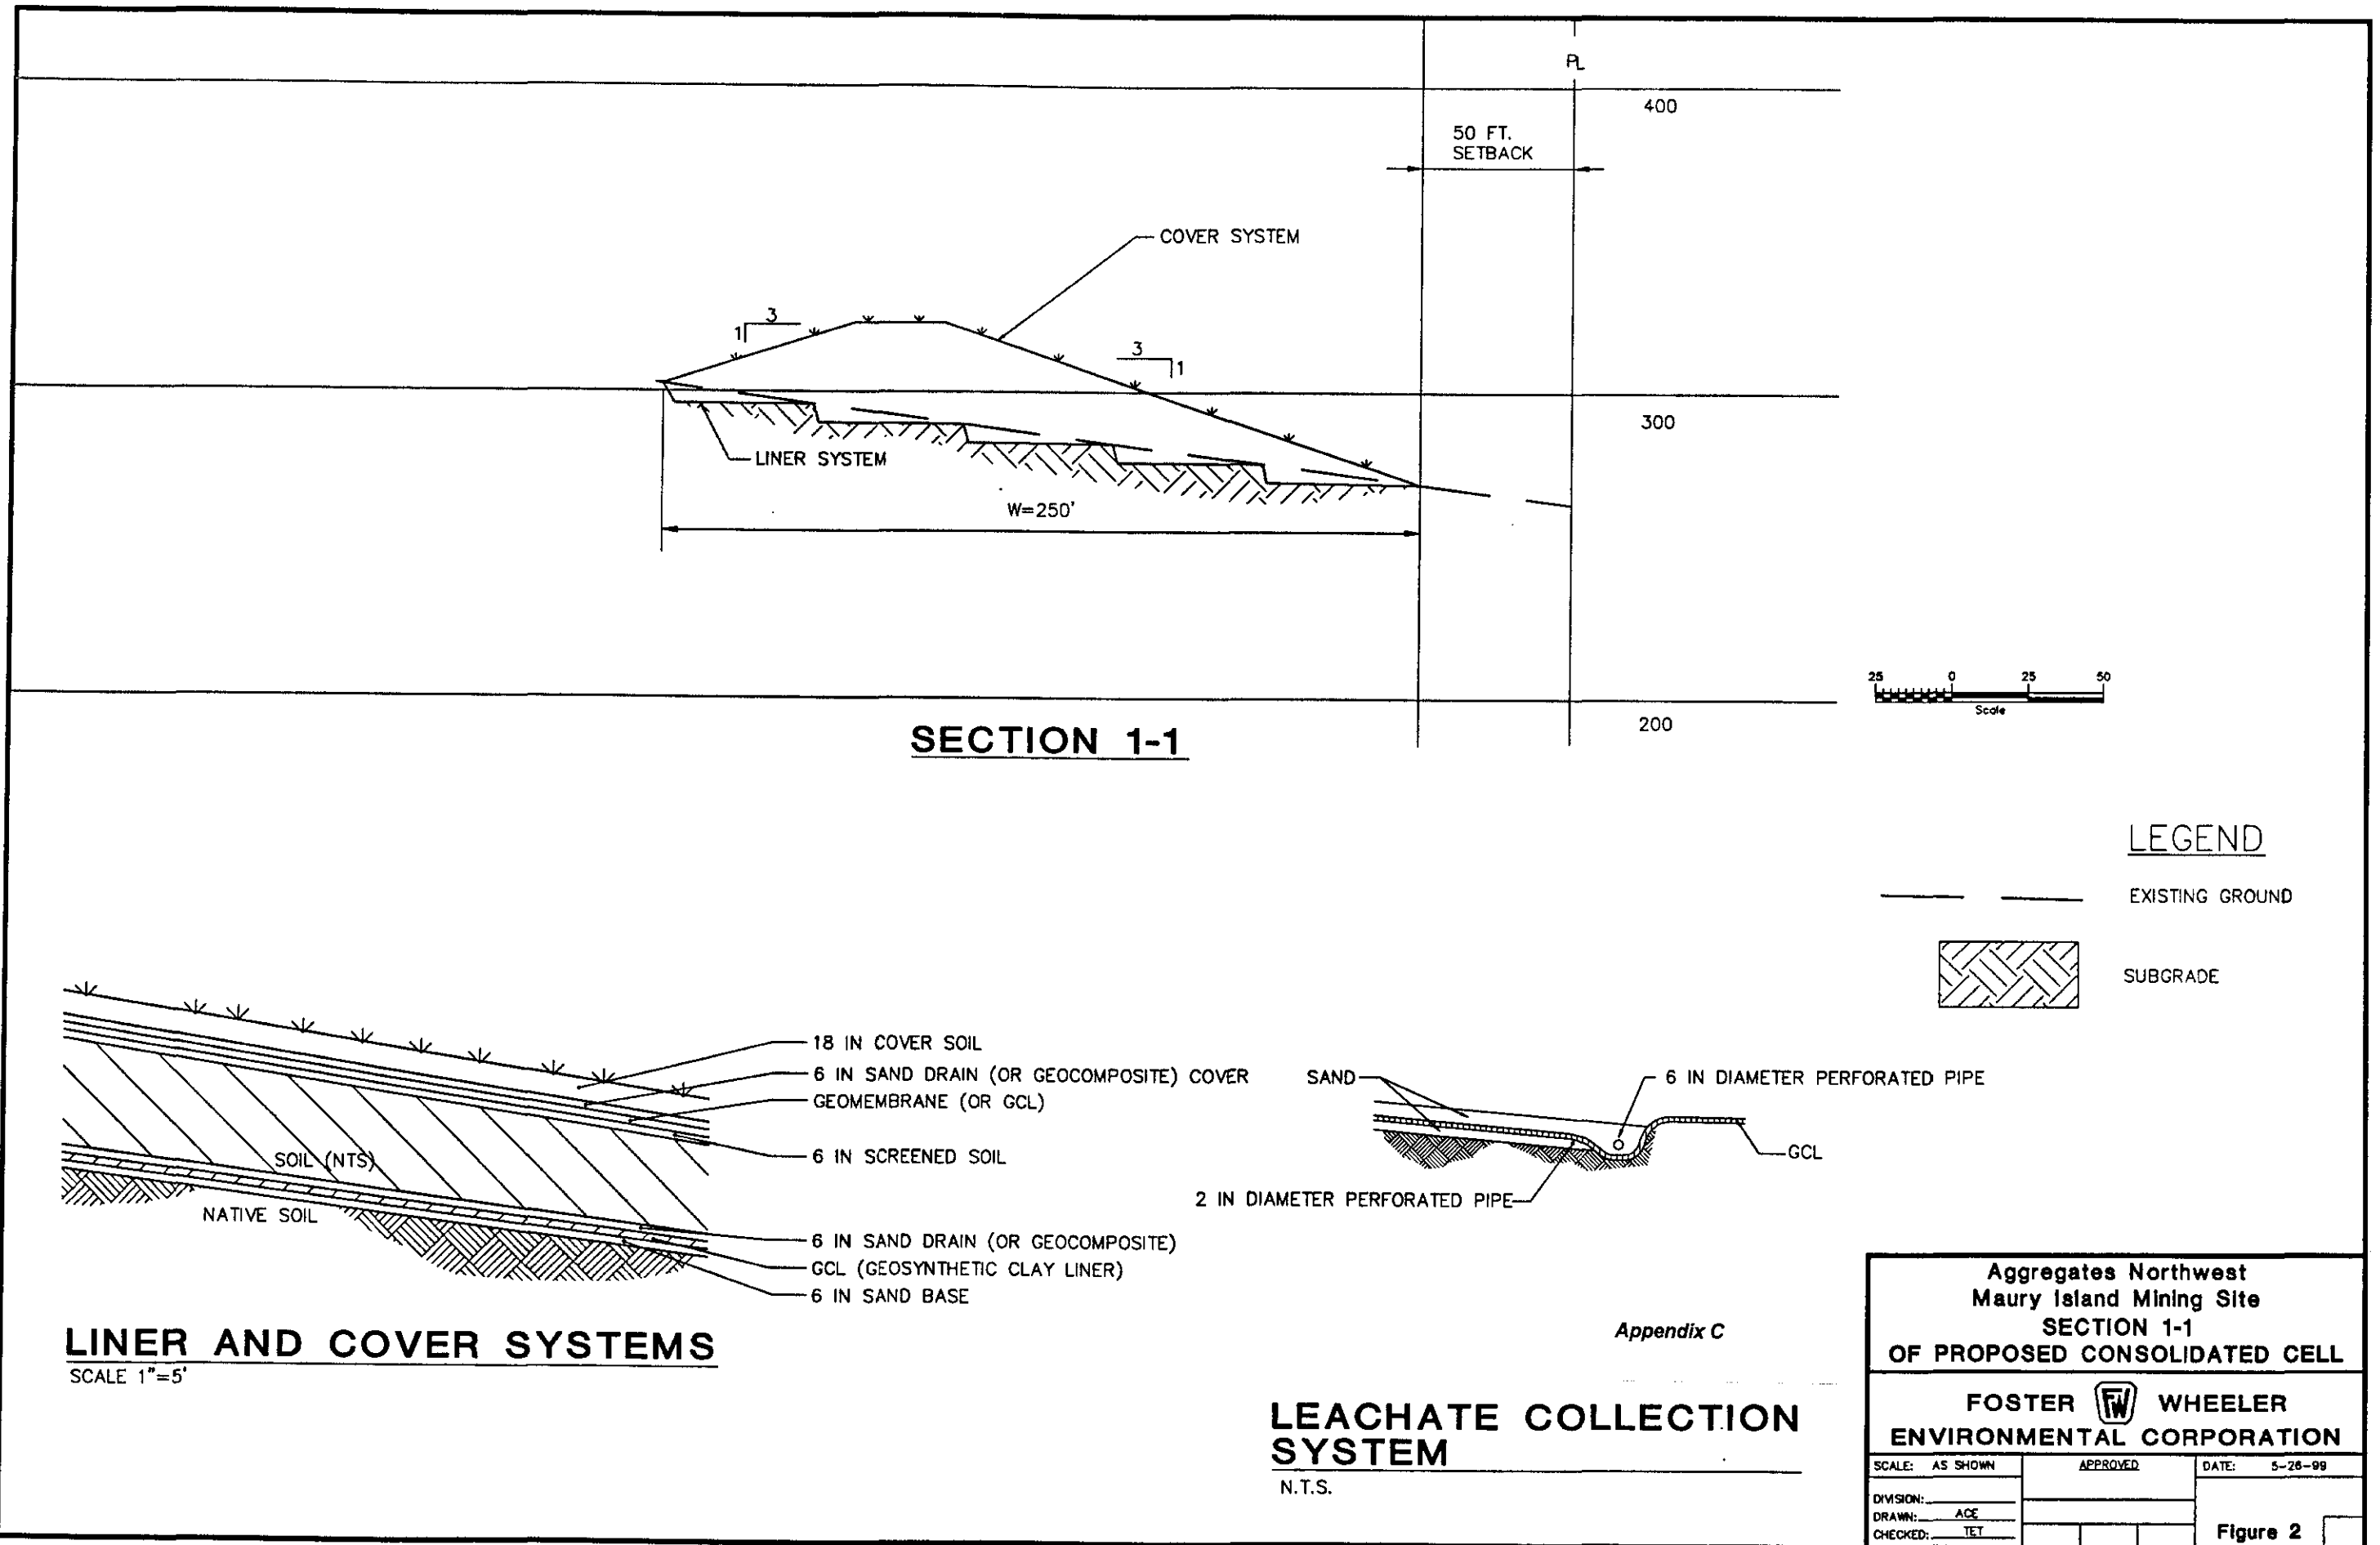 PL
400
50 FT.
SETBACK
COVER SYSTEM
3
1
3
1
300
LINER SYSTEM
W=250'
25 0 25 50
Scale
200
SECTION 1-1
LEGEND
EXISTING GROUND
SUBGRADE
18 IN COVER SOIL
6 IN SAND DRAIN (OR GEOCOMPOSITE) COVER
GEOMEMBRANE (OR GCL)
6 IN SCREENED SOIL
SOIL (NTS)
NATIVE SOIL
6 IN SAND DRAIN (OR GEOCOMPOSITE)
GCL (GEOSYNTHETIC CLAY LINER)
6 IN SAND BASE
LINER AND COVER SYSTEMS
SCALE 1"=5'
SAND
6 IN DIAMETER PERFORATED PIPE
GCL
2 IN DIAMETER PERFORATED PIPE
Appendix C
LEACHATE COLLECTION
SYSTEM
N.T.S.
Aggregates Northwest
Maury Island Mining Site
SECTION 1-1
OF PROPOSED CONSOLIDATED CELL
FOSTER FW WHEELER
ENVIRONMENTAL CORPORATION
SCALE: AS SHOWN
APPROVED
DATE: 5-26-99
DIVISION:
DRAWN: ACE
CHECKED: TET
Figure 2